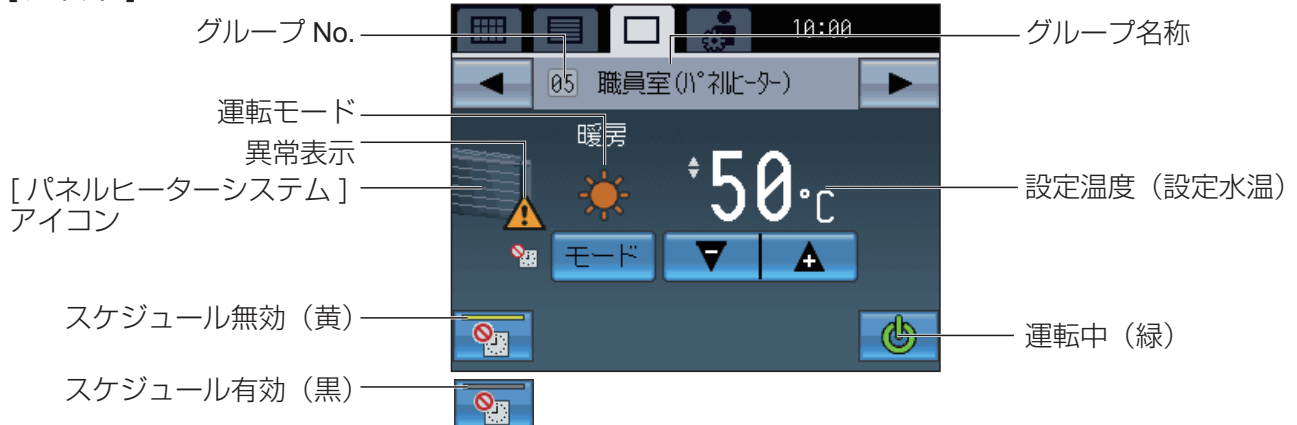 グループ No.
グループ名称
10:00
05 職員室(ﾊﾟﾈﾙﾋｰﾀｰ)
運転モード
異常表示
[ パネルヒーターシステム ]
アイコン
暖房
50℃
設定温度(設定水温)
モード
スケジュール無効(黄)
運転中(緑)
スケジュール有効(黒)